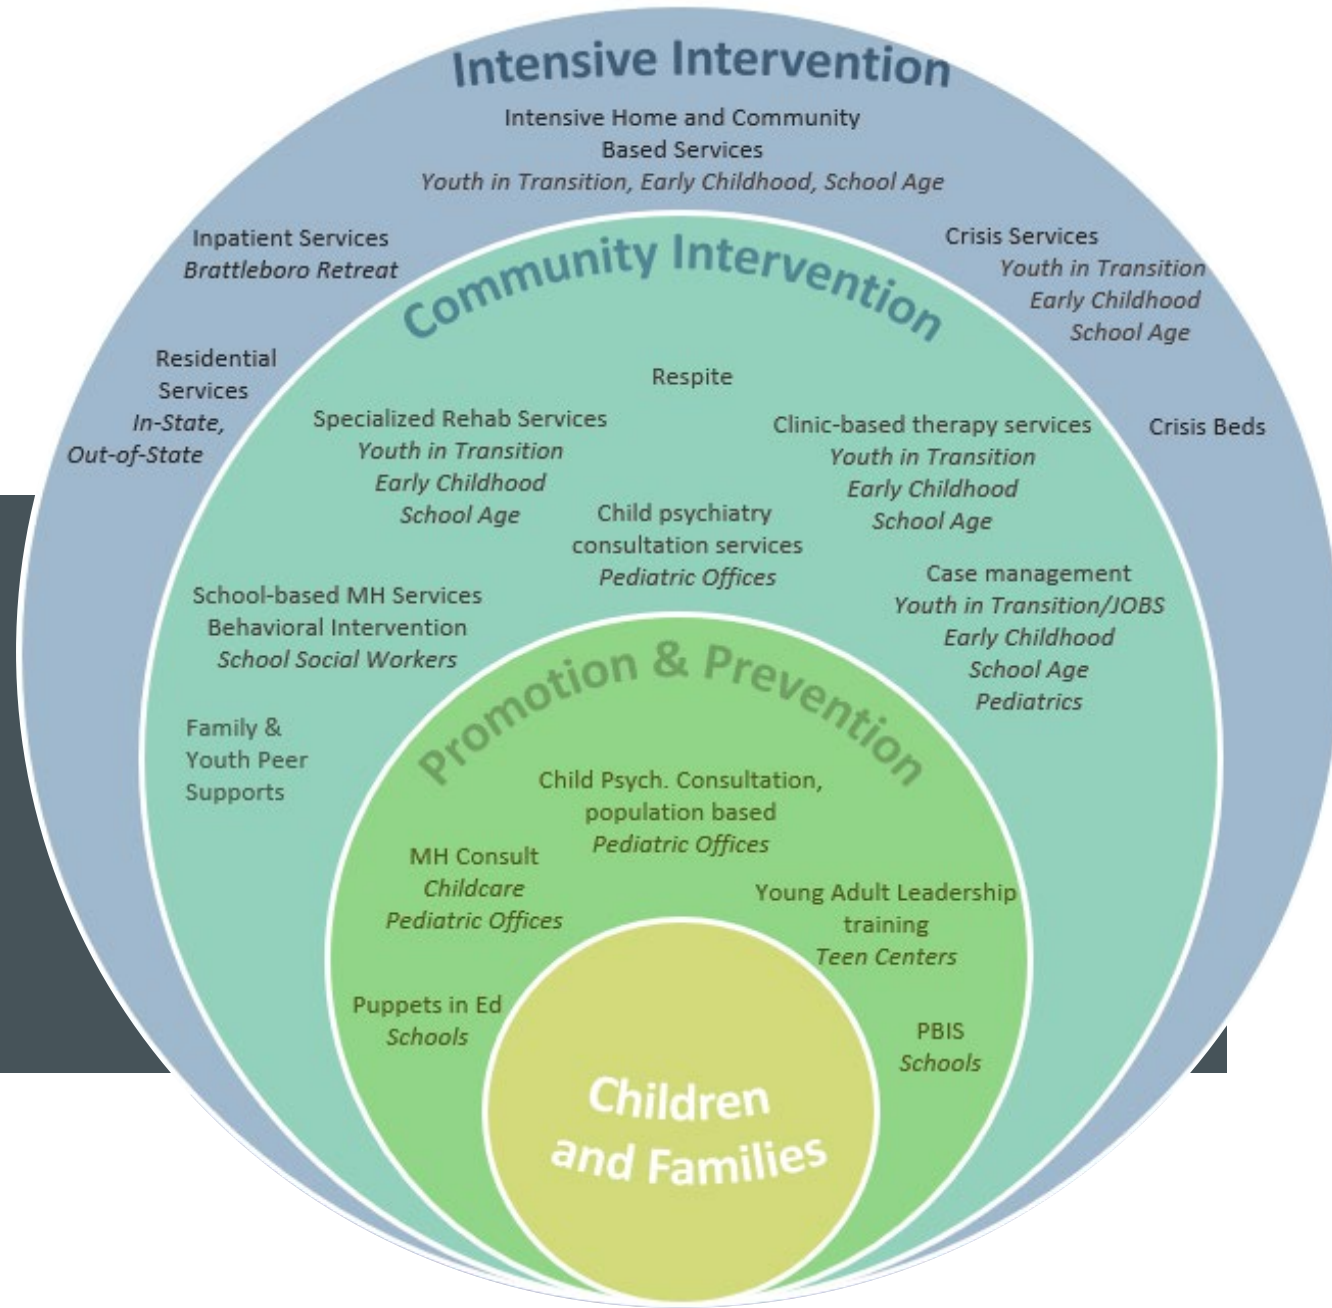 Intensive Intervention
Intensive Home and Community
Based Services
Youth in Transition, Early Childhood, School Age
Inpatient Services
Brattleboro Retreat
Crisis Services
Youth in Transition
Early Childhood
School Age
Residential
Services
In-State,
Out-of-State
Crisis Beds
Community Intervention
Respite
Specialized Rehab Services
Youth in Transition
Early Childhood
School Age
Clinic-based therapy services
Youth in Transition
Early Childhood
School Age
Child psychiatry
consultation services
Pediatric Offices
School-based MH Services
Behavioral Intervention
School Social Workers
Case management
Youth in Transition/JOBS
Early Childhood
School Age
Pediatrics
Family &
Youth Peer
Supports
Promotion & Prevention
Child Psych. Consultation,
population based
Pediatric Offices
MH Consult
Childcare
Pediatric Offices
Young Adult Leadership
training
Teen Centers
Puppets in Ed
Schools
PBIS
Schools
Children
and Families